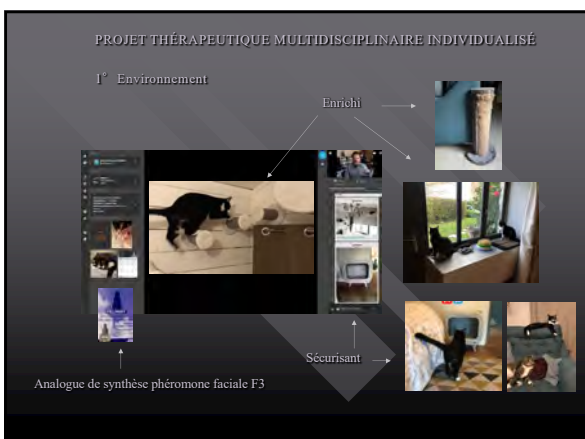 PROJET THÉRAPEUTIQUE MULTIDISCIPLINAIRE INDIVIDUALISÉ
1° Environnement
Enrichi
Sécurisant
Analogue de synthèse phéromone faciale F3